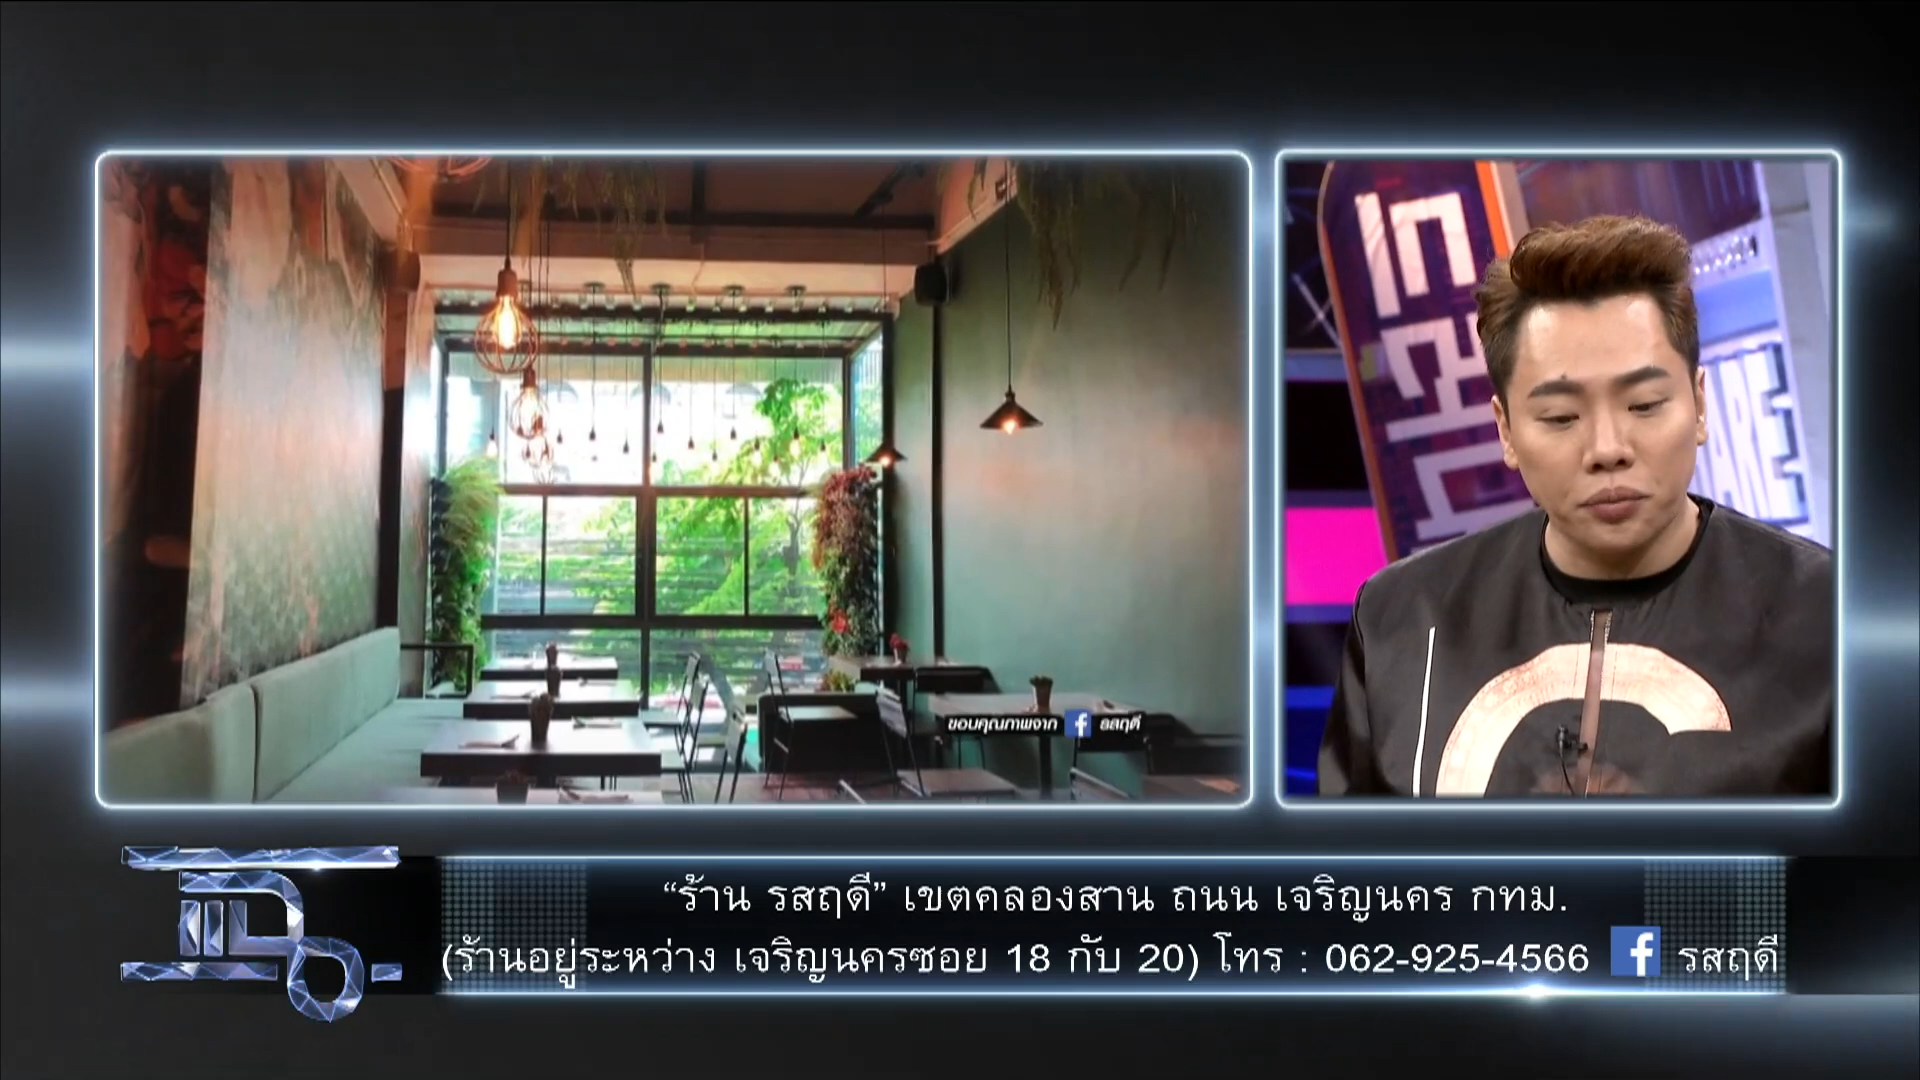 ขอบคุณภาพจาก f รสฤดี
“ร้าน รสฤดี” เขตคลองสาน ถนน เจริญนคร กทม.
(ร้านอยู่ระหว่าง เจริญนครซอย 18 กับ 20) โทร : 062-925-4566 f รสฤดี